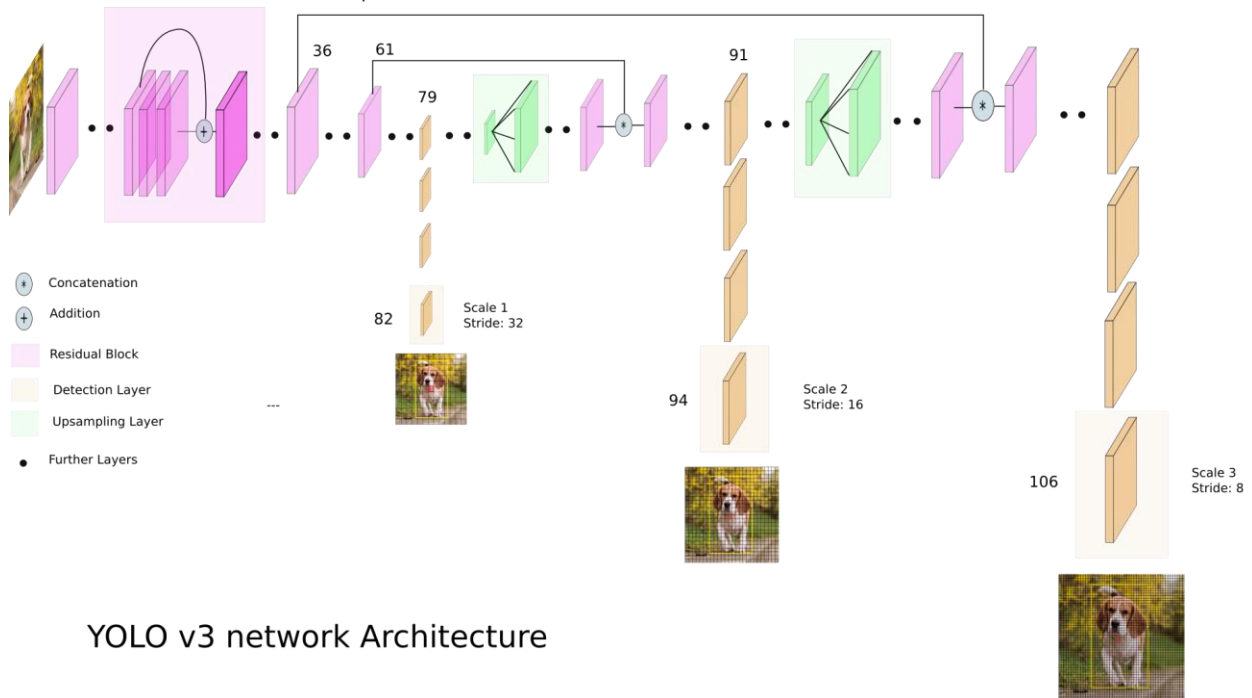 36
61
79
91
*
+
*
*
Concatenation
+
Addition
Residual Block
Detection Layer
Upsampling Layer
Further Layers
---
82
Scale 1
Stride: 32
94
Scale 2
Stride: 16
106
Scale 3
Stride: 8
YOLO v3 network Architecture